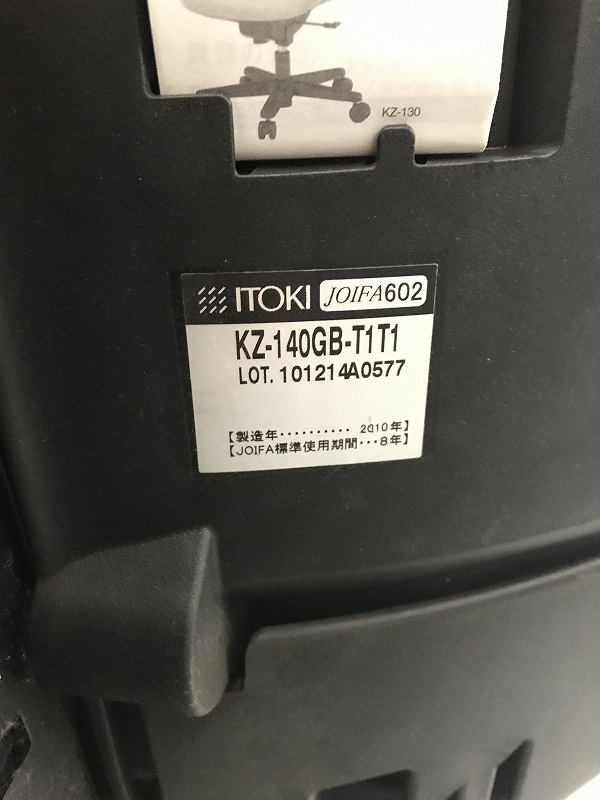 KZ-130
ITOKI JOIFA602
KZ-140GB-T1T1
LOT. 101214A0577
【製造年·········· 2010年】
【JOIFA標準使用期間···8年】